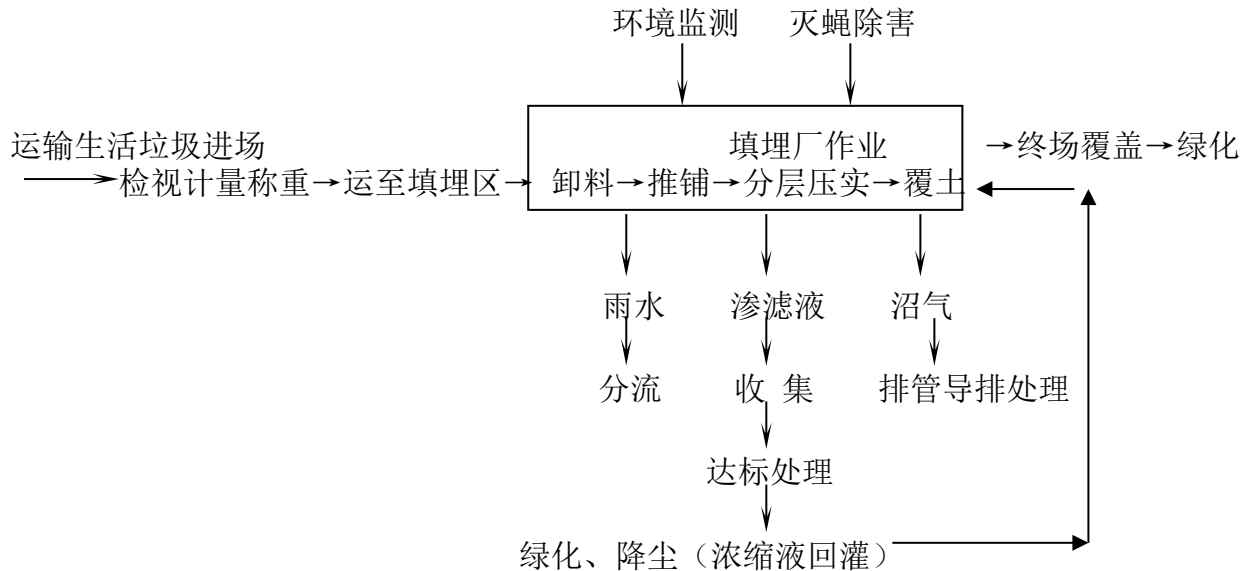 环境监测 灭蝇除害
运输生活垃圾进场
填埋厂作业
→终场覆盖→绿化
检视计量称重→运至填埋区→ 卸料→推铺→分层压实→覆土
雨水 渗滤液 沼气
分流 收 集 排管导排处理
达标处理
绿化、降尘（浓缩液回灌）